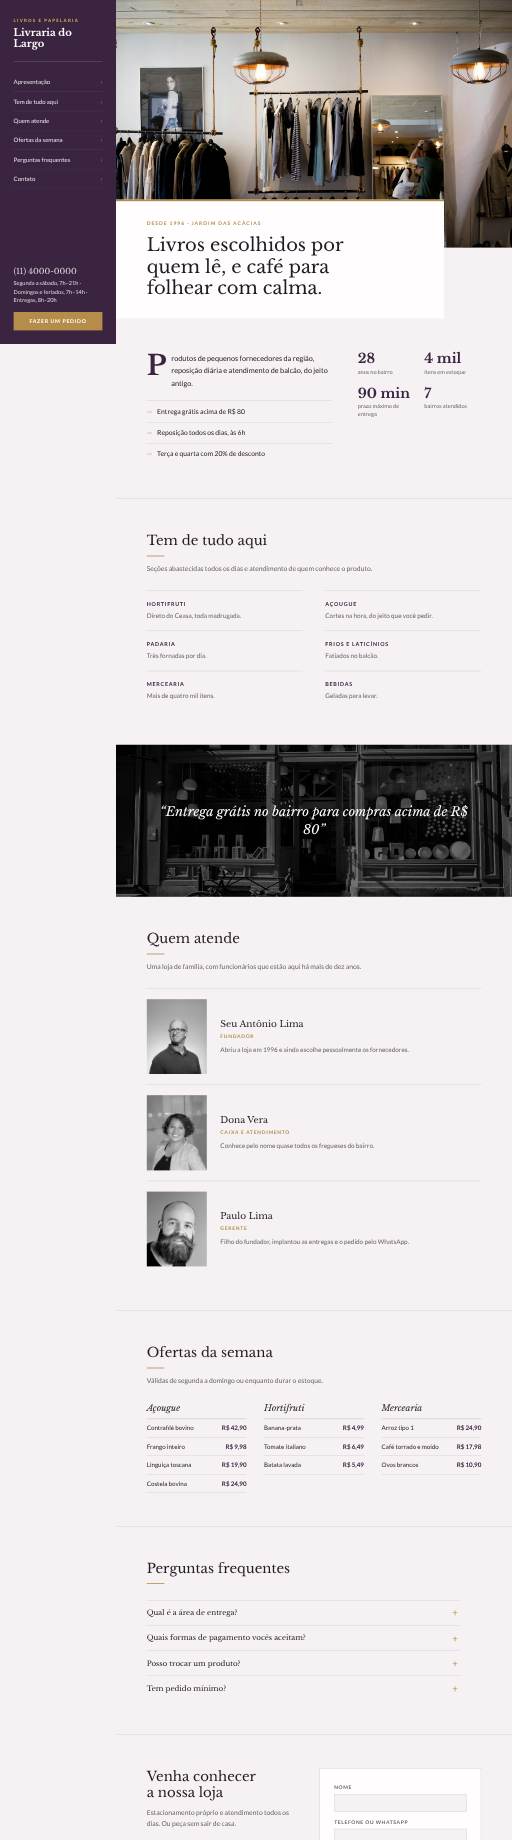 LIVROS E PAPELARIA
Livraria do
Largo
Apresentação
Tem de tudo aqui
Quem atende
Ofertas da semana
Perguntas frequentes
Contato
(11) 4000-0000
Segunda a sábado, 7h–21h ·
Domingos e feriados, 7h–14h ·
Entregas, 8h–20h
FAZER UM PEDIDO
DESDE 1996 · JARDIM DAS ACÁCIAS
Livros escolhidos por
quem lê, e café para
folhear com calma.
Produtos de pequenos fornecedores da região,
reposição diária e atendimento de balcão, do jeito
antigo.
— Entrega grátis acima de R$ 80
— Reposição todos os dias, às 6h
— Terça e quarta com 20% de desconto
28
anos no bairro
4 mil
itens em estoque
90 min
prazo máximo de
entrega
7
bairros atendidos
Tem de tudo aqui
Seções abastecidas todos os dias e atendimento de quem conhece o produto.
HORTIFRUTI
Direto do Ceasa, toda madrugada.
AÇOUGUE
Cortes na hora, do jeito que você pedir.
PADARIA
Três fornadas por dia.
FRIOS E LATICÍNIOS
Fatiados no balcão.
MERCEARIA
Mais de quatro mil itens.
BEBIDAS
Geladas para levar.
“Entrega grátis no bairro para compras acima de R$
80”
Quem atende
Uma loja de família, com funcionários que estão aqui há mais de dez anos.
Seu Antônio Lima
FUNDADOR
Abriu a loja em 1996 e ainda escolhe pessoalmente os fornecedores.
Dona Vera
CAIXA E ATENDIMENTO
Conhece pelo nome quase todos os fregueses do bairro.
Paulo Lima
GERENTE
Filho do fundador, implantou as entregas e o pedido pelo WhatsApp.
Ofertas da semana
Válidas de segunda a domingo ou enquanto durar o estoque.
Açougue
Contrafilé bovino R$ 42,90
Frango inteiro R$ 9,98
Linguiça toscana R$ 19,90
Costela bovina R$ 24,90
Hortifruti
Banana-prata R$ 4,99
Tomate italiano R$ 6,49
Batata lavada R$ 5,49
Mercearia
Arroz tipo 1 R$ 24,90
Café torrado e moído R$ 17,98
Ovos brancos R$ 10,90
Perguntas frequentes
Qual é a área de entrega? +
Quais formas de pagamento vocês aceitam? +
Posso trocar um produto? +
Tem pedido mínimo? +
Venha conhecer
a nossa loja
Estacionamento próprio e atendimento todos os
dias. Ou peça sem sair de casa.
NOME
TELEFONE OU WHATSAPP